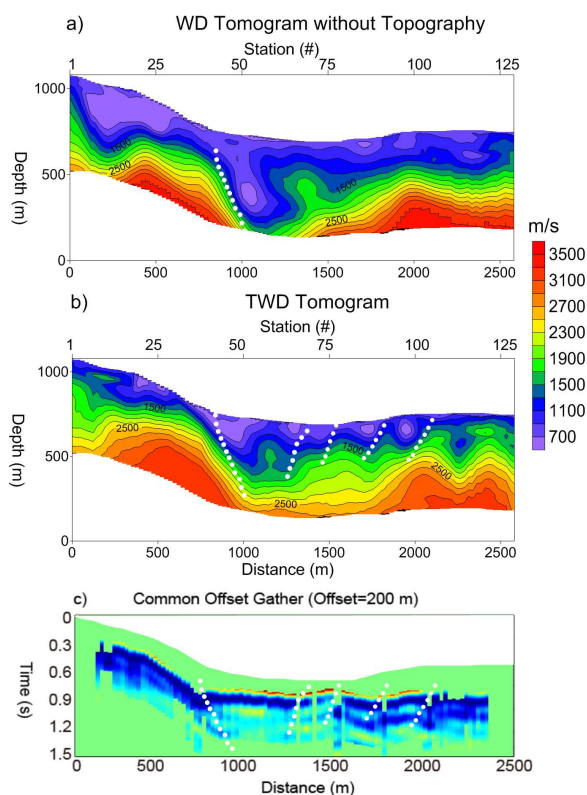 a) WD Tomogram without Topography
Station (#)
1 25 50 75 100 125
1000
500
0
Depth (m)
1500
2500
1500
2500
0 500 1000 1500 2000 2500
m/s
3500
3100
2700
2300
1900
1500
1100
700
b) TWD Tomogram
Station (#)
1 25 50 75 100 125
1000
500
0
Depth (m)
1500
2500
1500
2500
2500
0 500 1000 1500 2000 2500
Distance (m)
c) Common Offset Gather (Offset=200 m)
0
0.3
0.6
0.9
1.2
1.5
Time (s)
0 500 1000 1500 2000 2500
Distance (m)